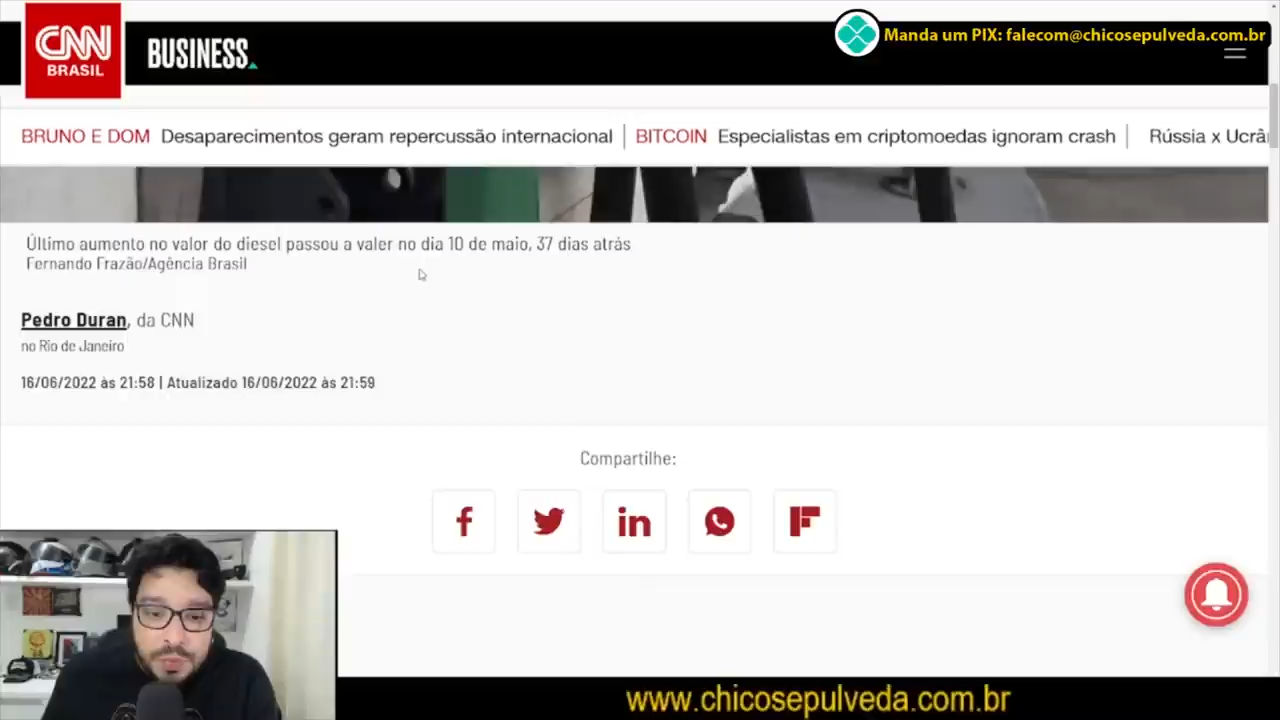 CNN
BRASIL
BUSINESS
Manda um PIX: falecom@chicosepulveda.com.br
BRUNO E DOM Desaparecimentos geram repercussão internacional | BITCOIN Especialistas em criptomoedas ignoram crash | Rússia x Ucrâ
Último aumento no valor do diesel passou a valer no dia 10 de maio, 37 dias atrás
Fernando Frazão/Agência Brasil
Pedro Duran, da CNN
no Rio de Janeiro
16/06/2022 às 21:58 | Atualizado 16/06/2022 às 21:59
Compartilhe:
www.chicosepulveda.com.br